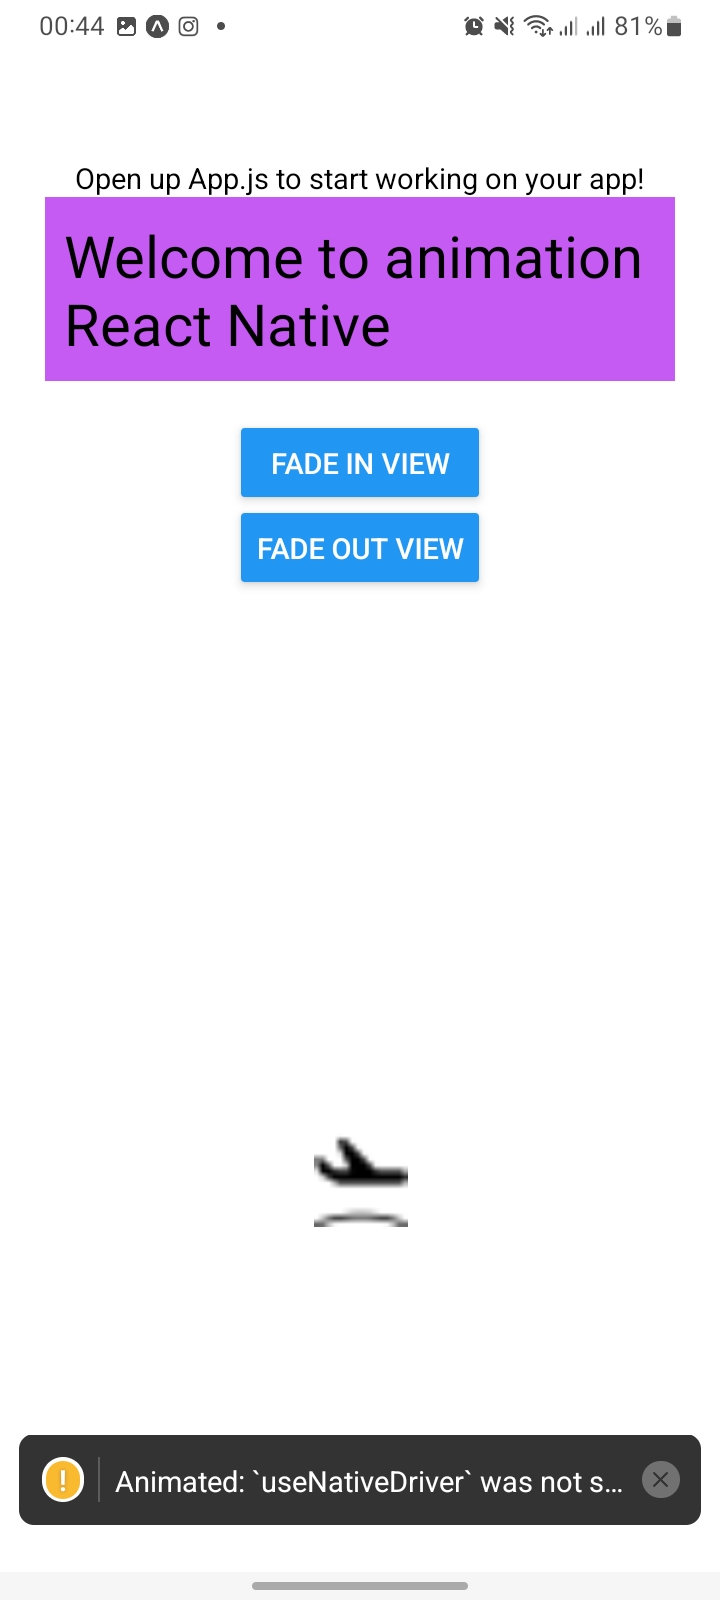 00:44
81%
Open up App.js to start working on your app!
Welcome to animation
React Native
FADE IN VIEW
FADE OUT VIEW
Animated: `useNativeDriver` was not s...